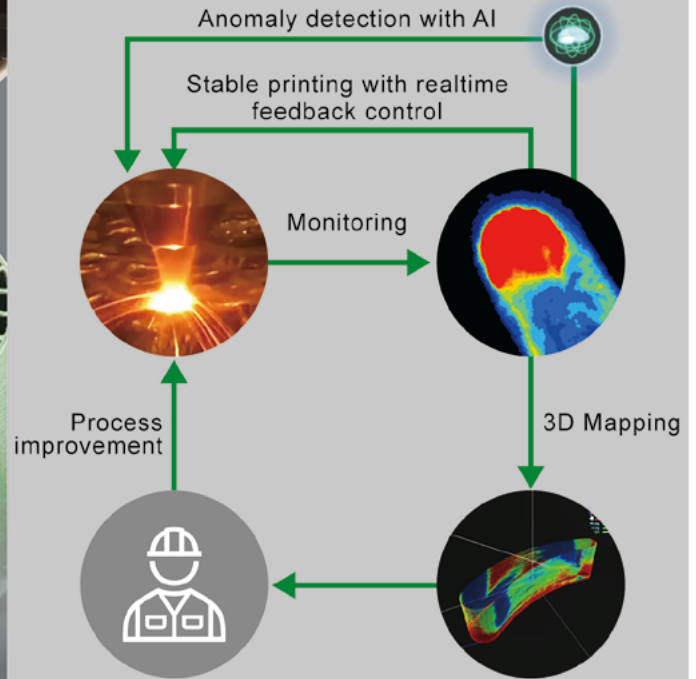 Anomaly detection with AI
Stable printing with realtime
feedback control
Monitoring
Process
improvement
3D Mapping